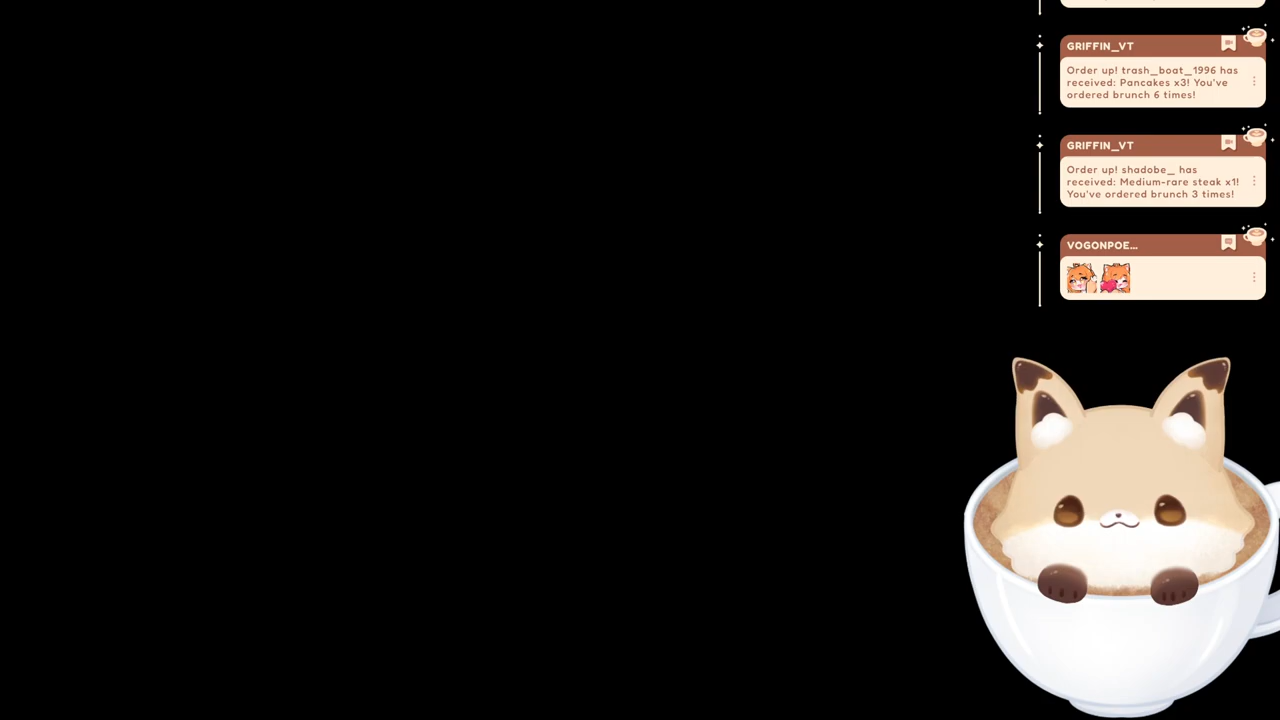 GRIFFIN_VT
Order up! trash_boat_1996 has
received: Pancakes x3! You've
ordered brunch 6 times!
GRIFFIN_VT
Order up! shadobe_ has
received: Medium-rare steak x1!
You've ordered brunch 3 times!
VOGONPOE...